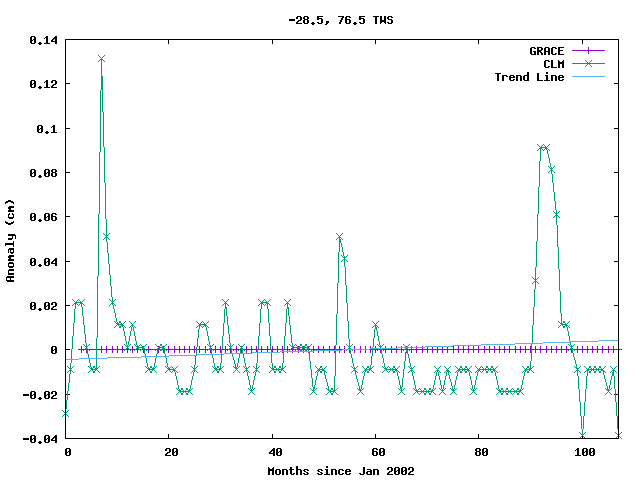 -28.5, 76.5 TWS
GRACE
CLM
Trend Line
0.14
0.12
0.1
0.08
0.06
0.04
0.02
0
-0.02
-0.04
Anomaly (cm)
0 20 40 60 80 100
Months since Jan 2002